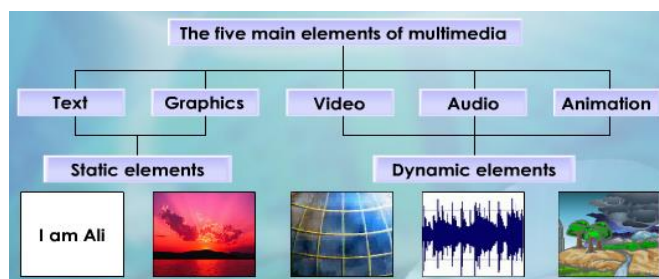 The five main elements of multimedia
Text
Graphics
Video
Audio
Animation
Static elements
Dynamic elements
I am Ali